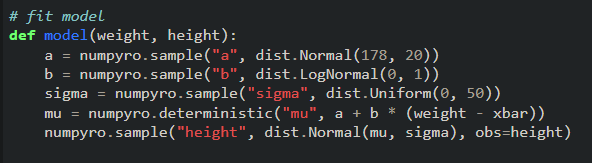 # fit model
def model(weight, height):
    a = numpyro.sample("a", dist.Normal(178, 20))
    b = numpyro.sample("b", dist.LogNormal(0, 1))
    sigma = numpyro.sample("sigma", dist.Uniform(0, 50))
    mu = numpyro.deterministic("mu", a + b * (weight - xbar))
    numpyro.sample("height", dist.Normal(mu, sigma), obs=height)